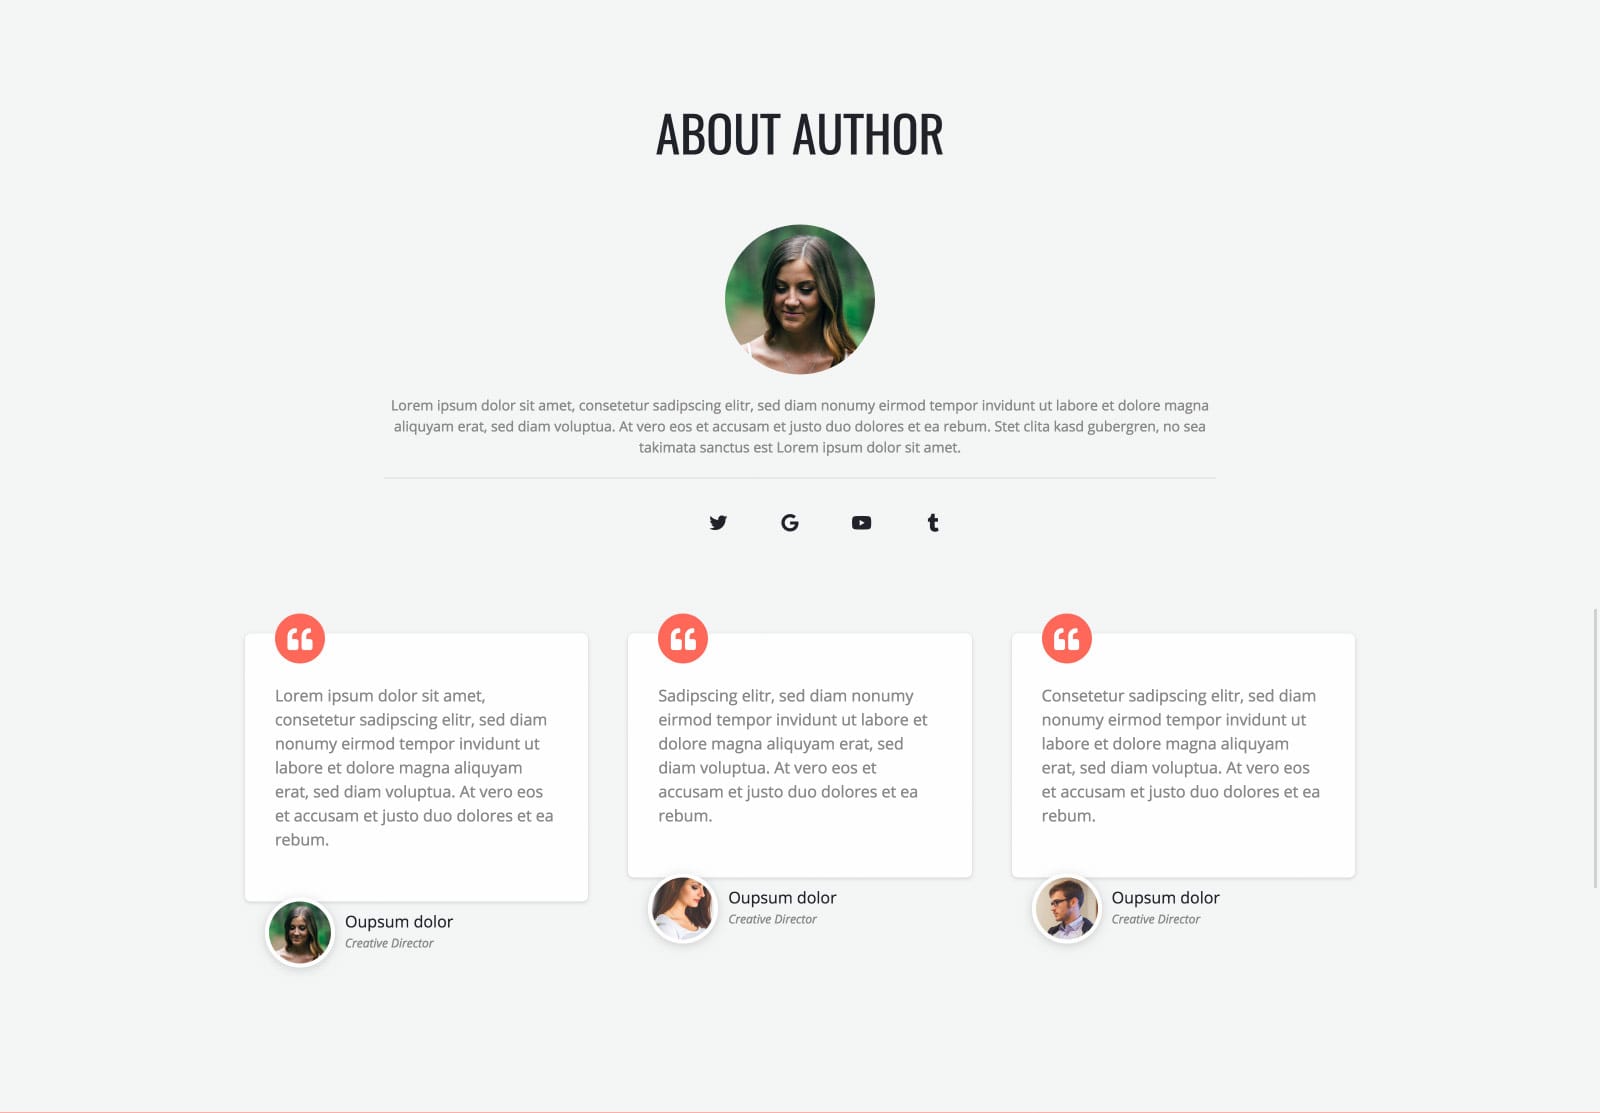 ABOUT AUTHOR
Lorem ipsum dolor sit amet, consetetur sadipscing elitr, sed diam nonumy eirmod tempor invidunt ut labore et dolore magna
aliquyam erat, sed diam voluptua. At vero eos et accusam et justo duo dolores et ea rebum. Stet clita kasd gubergren, no sea
takimata sanctus est Lorem ipsum dolor sit amet.
Lorem ipsum dolor sit amet,
consetetur sadipscing elitr, sed diam
nonumy eirmod tempor invidunt ut
labore et dolore magna aliquyam
erat, sed diam voluptua. At vero eos
et accusam et justo duo dolores et ea
rebum.
Oupsum dolor
Creative Director
Sadipscing elitr, sed diam nonumy
eirmod tempor invidunt ut labore et
dolore magna aliquyam erat, sed
diam voluptua. At vero eos et
accusam et justo duo dolores et ea
rebum.
Oupsum dolor
Creative Director
Consetetur sadipscing elitr, sed diam
nonumy eirmod tempor invidunt ut
labore et dolore magna aliquyam
erat, sed diam voluptua. At vero eos
et accusam et justo duo dolores et ea
rebum.
Oupsum dolor
Creative Director